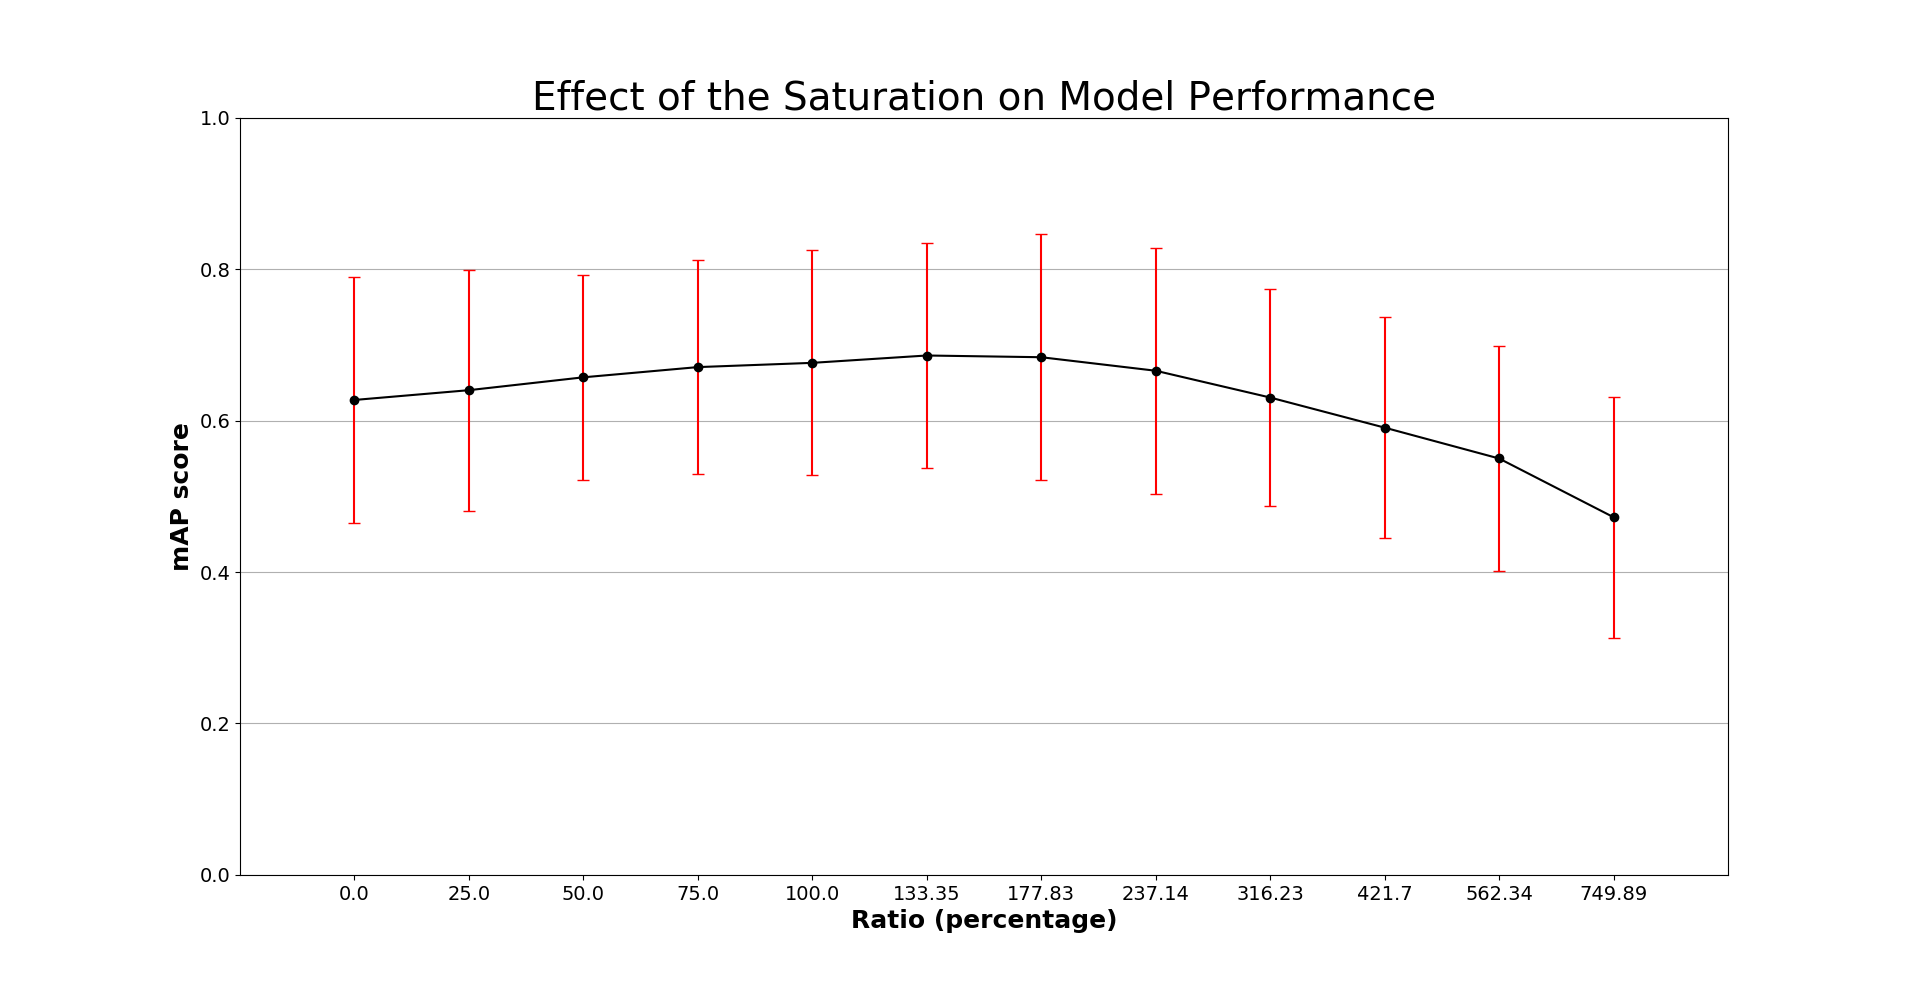 Effect of the Saturation on Model Performance
1.0
0.8
0.6
0.4
0.2
0.0
mAP score
0.0 25.0 50.0 75.0 100.0 133.35 177.83 237.14 316.23 421.7 562.34 749.89
Ratio (percentage)